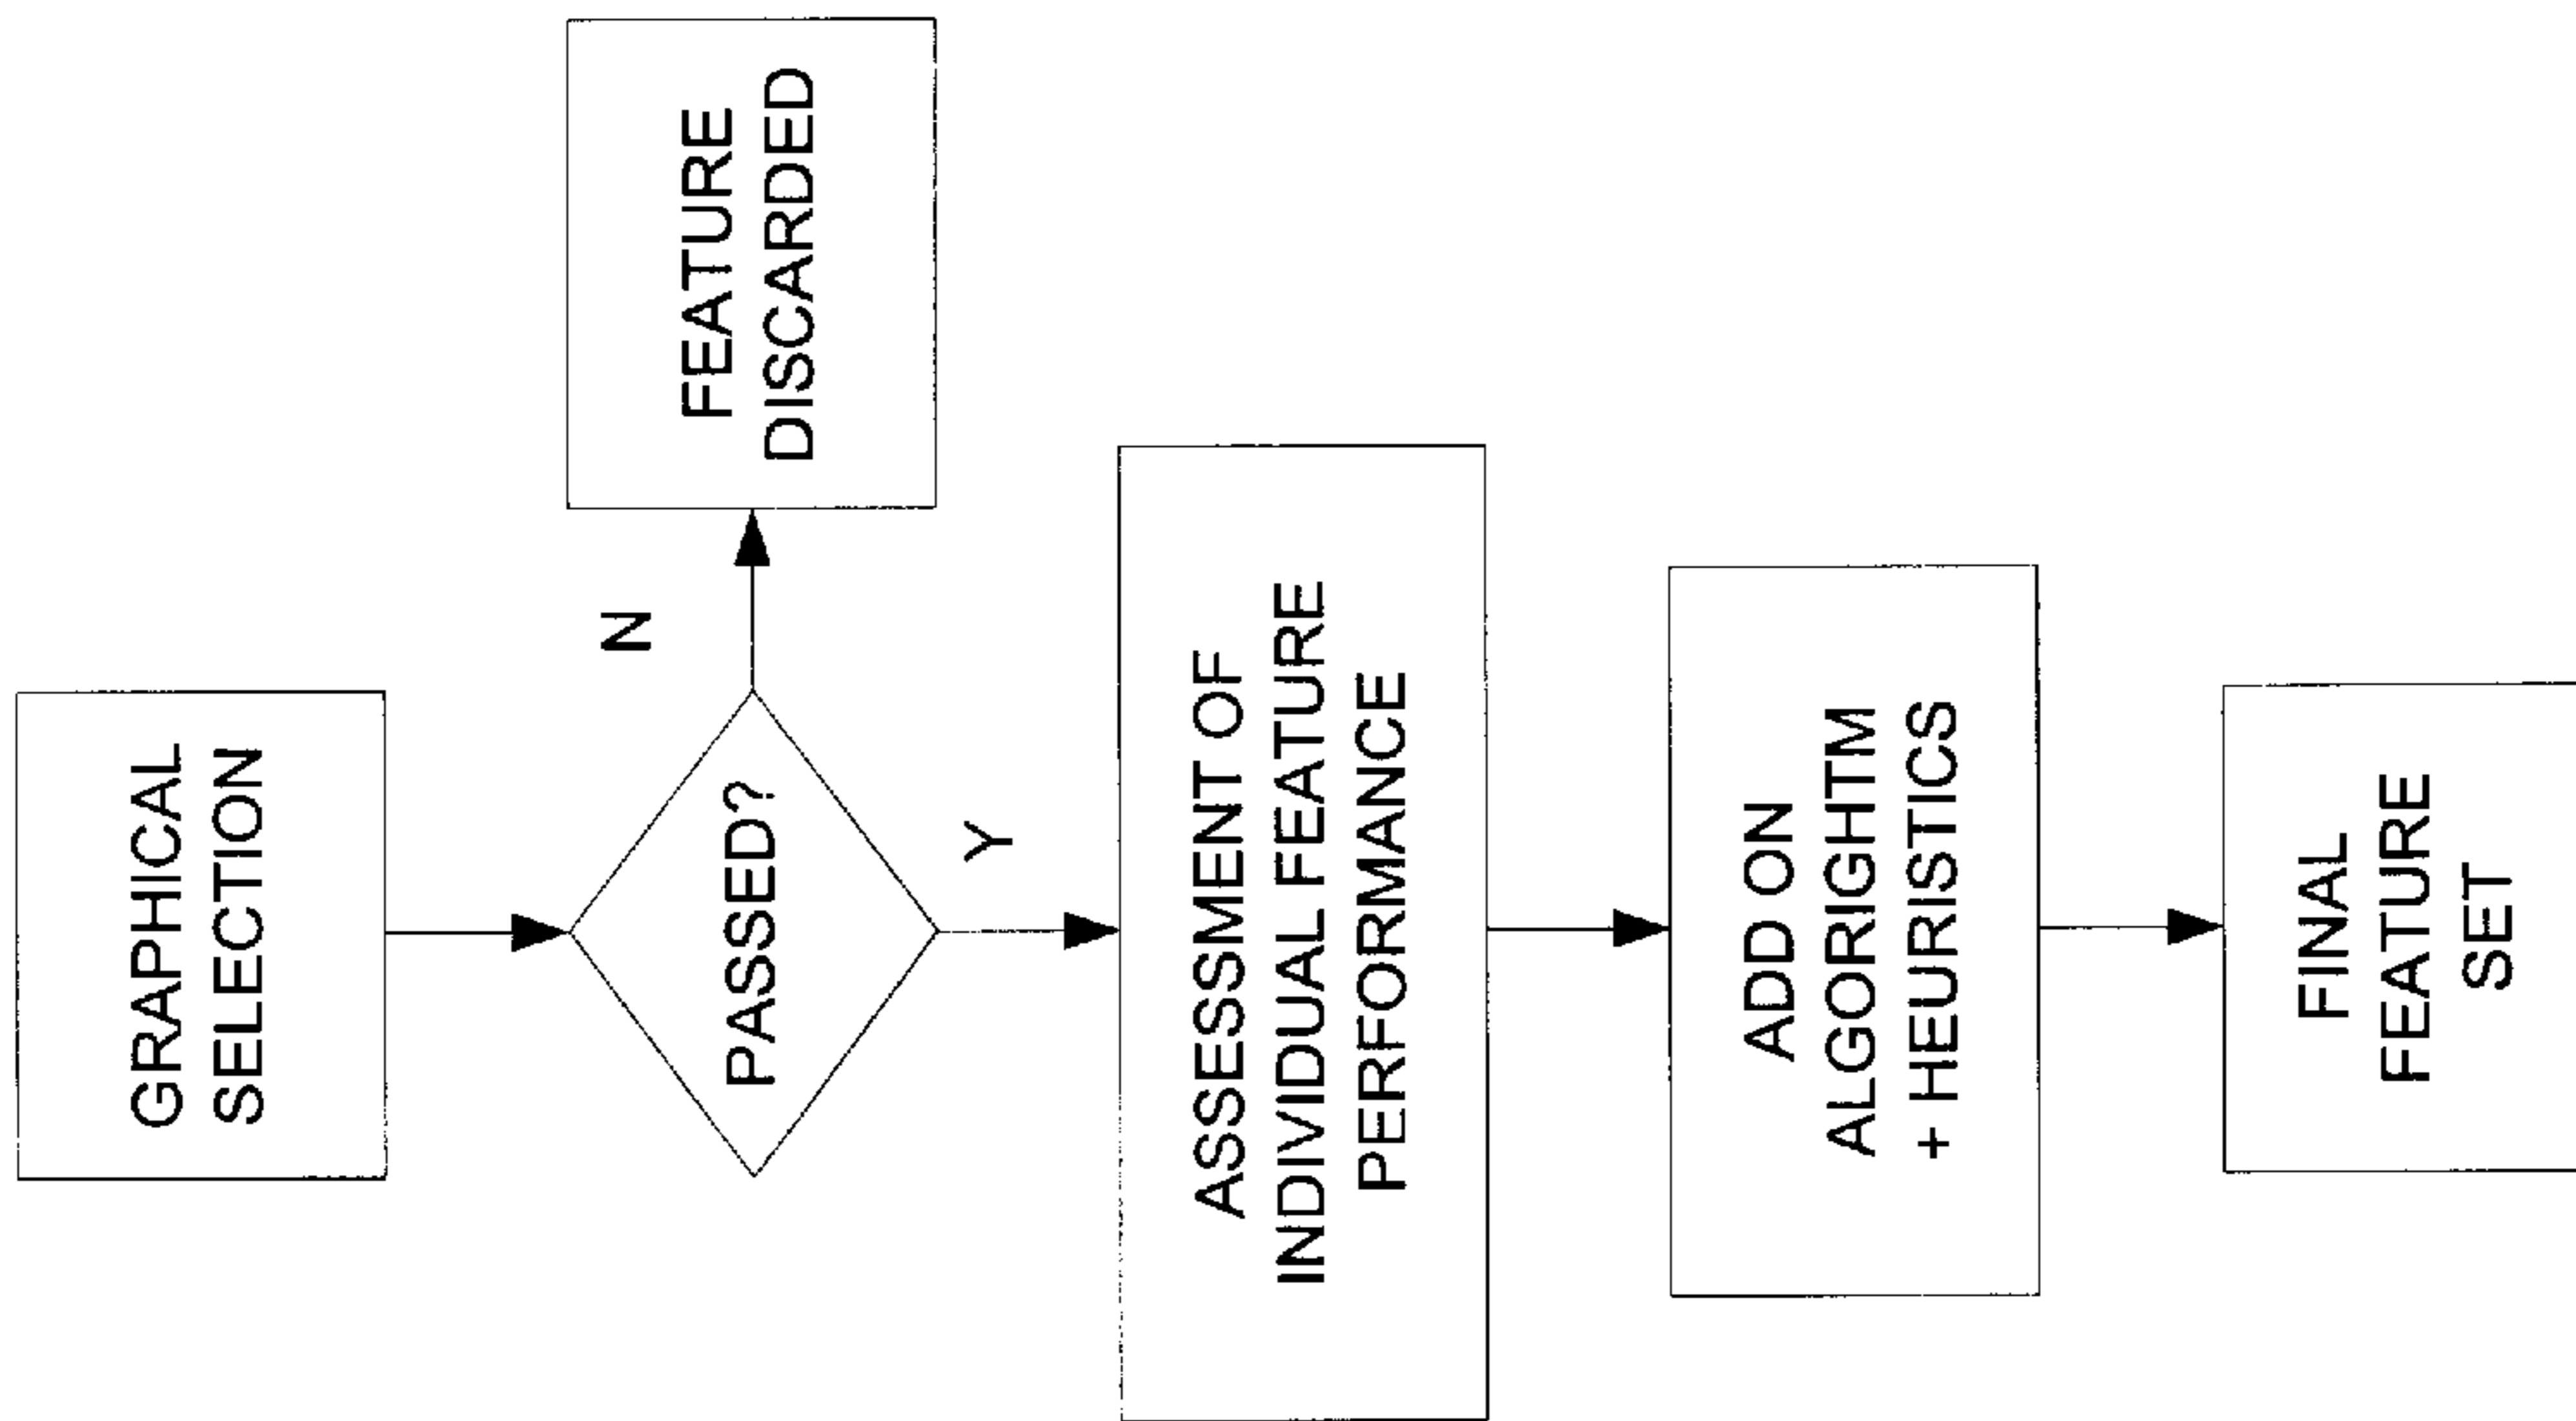 GRAPHICAL
SELECTION
PASSED?
N
FEATURE
DISCARDED
Y
ASSESSMENT OF
INDIVIDUAL FEATURE
PERFORMANCE
ADD ON
ALGORIGHTM
+ HEURISTICS
FINAL
FEATURE
SET